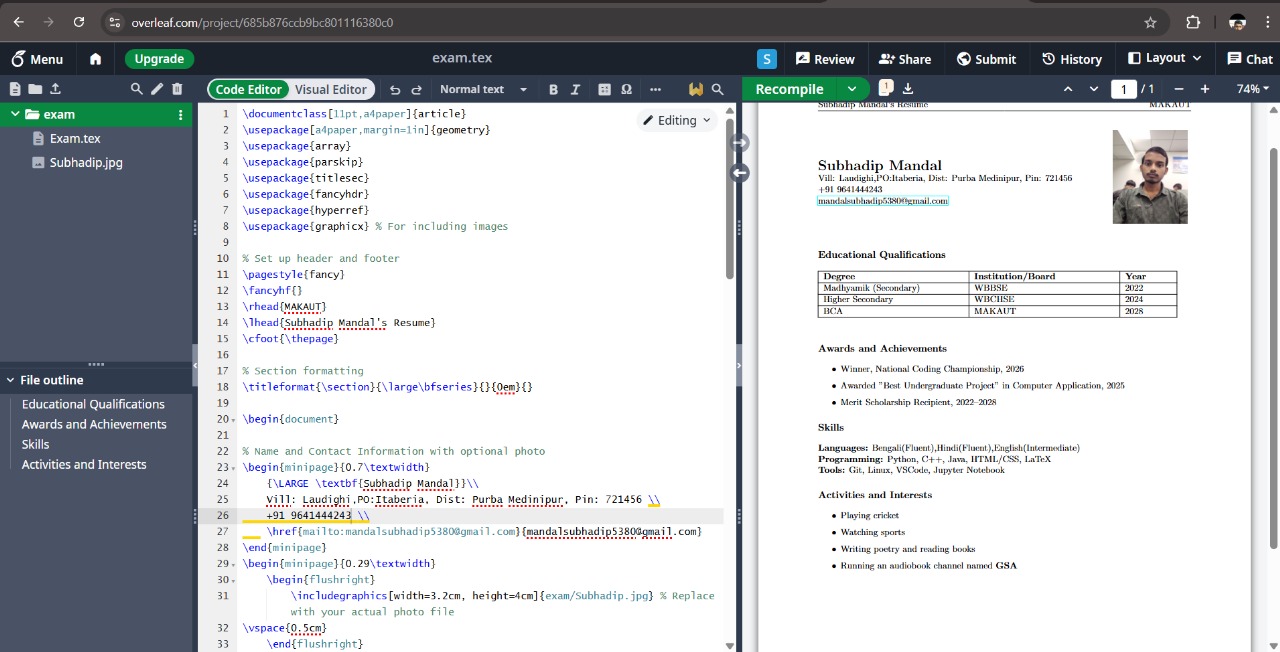 overleaf.com/project/685b876ccb9bc801116380c0
Menu
Upgrade
exam.tex
S
Review
Share
Submit
History
Layout
Chat
Code Editor
Visual Editor
Normal text
B
I
Ω
Recompile
1
1
/ 1
74%
exam
Exam.tex
Subhadip.jpg
File outline
Educational Qualifications
Awards and Achievements
Skills
Activities and Interests
Editing
1 \documentclass[11pt,a4paper]{article}
2 \usepackage[a4paper,margin=1in]{geometry}
3 \usepackage{array}
4 \usepackage{parskip}
5 \usepackage{titlesec}
6 \usepackage{fancyhdr}
7 \usepackage{hyperref}
8 \usepackage{graphicx} % For including images
9
10 % Set up header and footer
11 \pagestyle{fancy}
12 \fancyhf{}
13 \rhead{MAKAUT}
14 \lhead{Subhadip Mandal's Resume}
15 \cfoot{\thepage}
16
17 % Section formatting
18 \titleformat{\section}{\large\bfseries}{}{0em}{}
19
20 \begin{document}
21
22 % Name and Contact Information with optional photo
23 \begin{minipage}{0.7\textwidth}
24 {\LARGE \textbf{Subhadip Mandal}}\\
25 Vill: Laudighi,PO:Itaberia, Dist: Purba Medinipur, Pin: 721456 \\
26 +91 9641444243 \\
27 \href{mailto:mandalsubhadip5380@gmail.com}{mandalsubhadip5380@gmail.com}
28 \end{minipage}
29 \begin{minipage}{0.29\textwidth}
30 \begin{flushright}
31 \includegraphics[width=3.2cm, height=4cm]{exam/Subhadip.jpg} % Replace
with your actual photo file
32 \vspace{0.5cm}
33 \end{flushright}
Subhadip Mandal's Resume MAKAUT
Subhadip Mandal
Vill: Laudighi,PO:Itaberia, Dist: Purba Medinipur, Pin: 721456
+91 9641444243
mandalsubhadip5380@gmail.com
Educational Qualifications
Degree Institution/Board Year
Madhyamik (Secondary) WBBSE 2022
Higher Secondary WBCHSE 2024
BCA MAKAUT 2028
Awards and Achievements
• Winner, National Coding Championship, 2026
• Awarded "Best Undergraduate Project" in Computer Application, 2025
• Merit Scholarship Recipient, 2022–2028
Skills
Languages: Bengali(Fluent),Hindi(Fluent),English(Intermediate)
Programming: Python, C++, Java, HTML/CSS, LaTeX
Tools: Git, Linux, VSCode, Jupyter Notebook
Activities and Interests
• Playing cricket
• Watching sports
• Writing poetry and reading books
• Running an audiobook channel named GSA